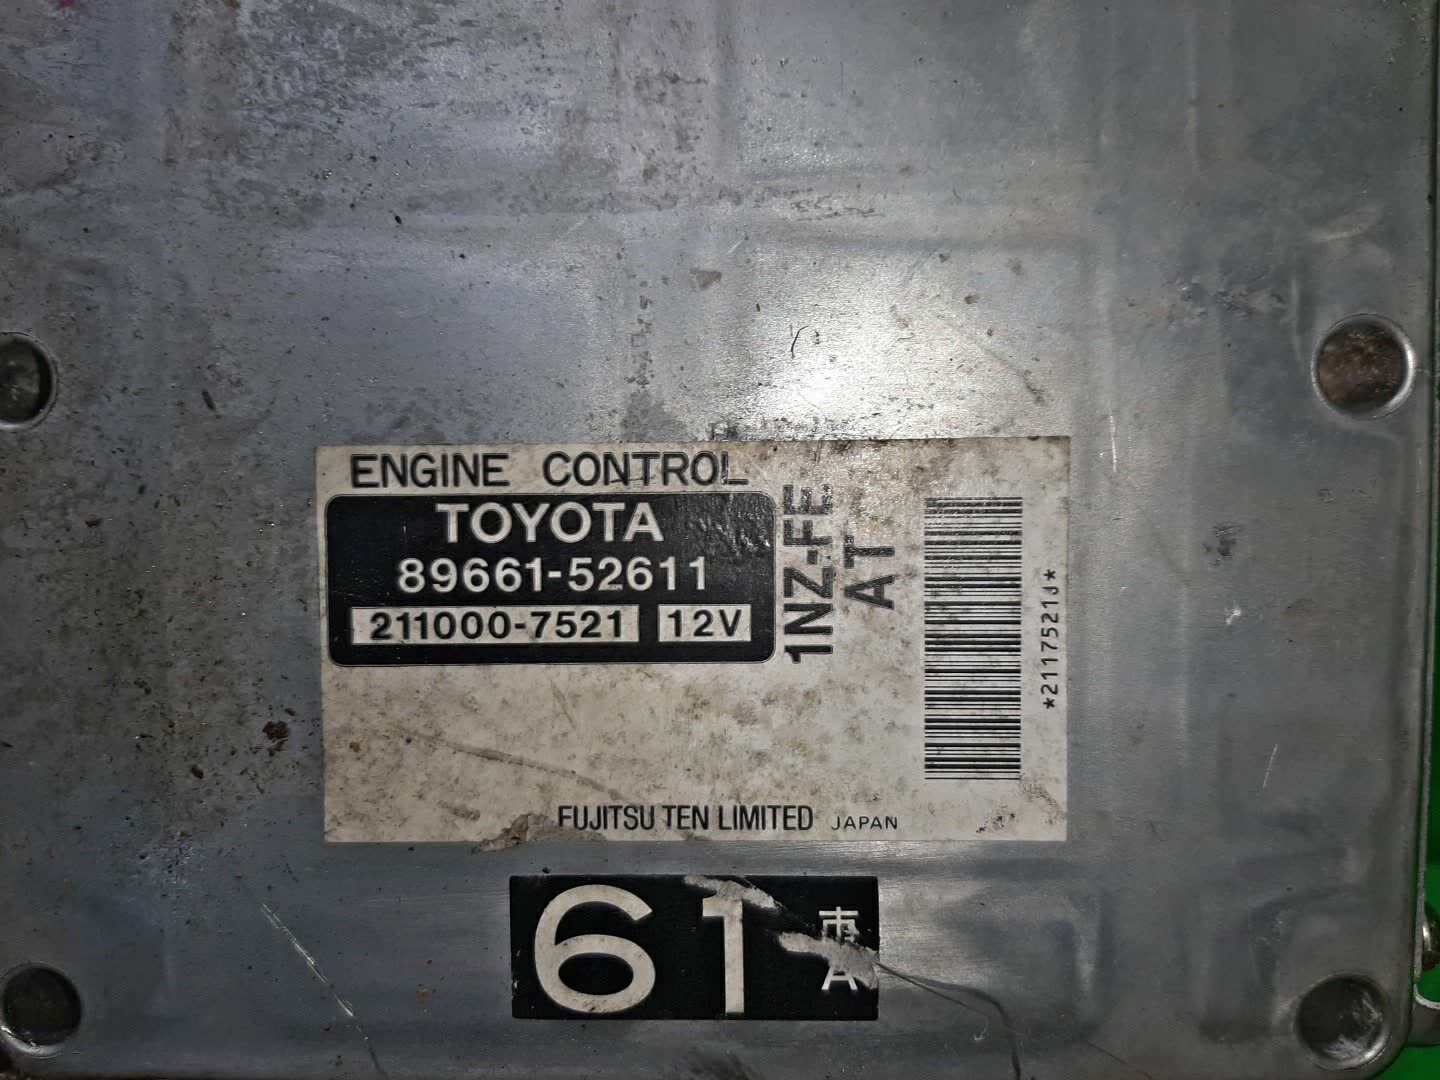 ENGINE CONTROL
TOYOTA
89661-52611
211000-7521 12V
1NZ-FE
AT
*2117521J*
FUJITSU TEN LIMITED JAPAN
61